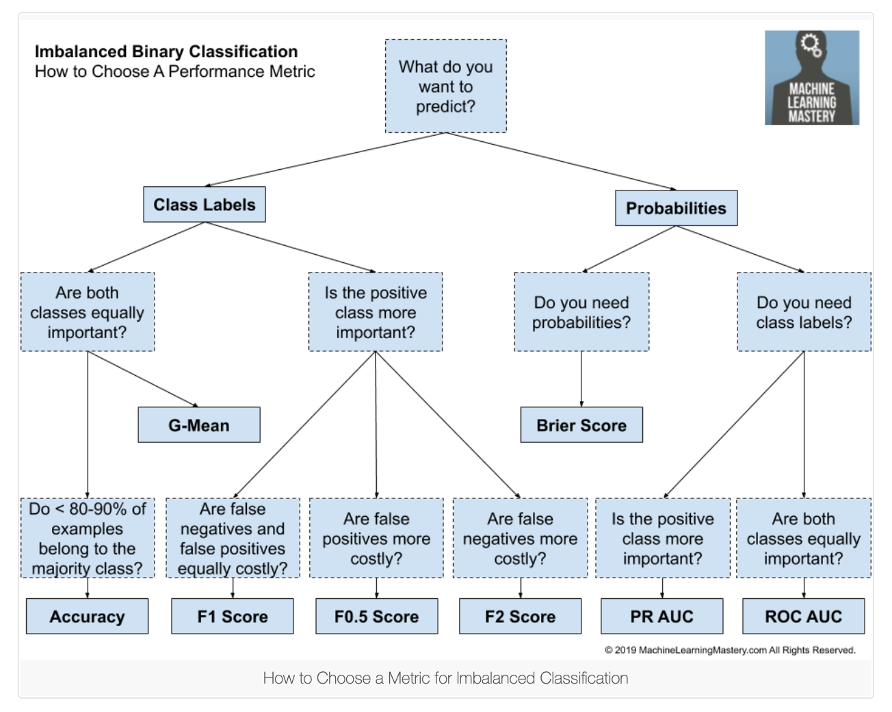 Imbalanced Binary Classification
How to Choose A Performance Metric
What do you
want to
predict?
MACHINE
LEARNING
MASTERY
Class Labels
Probabilities
Are both
classes equally
important?
Is the positive
class more
important?
Do you need
probabilities?
Do you need
class labels?
G-Mean
Brier Score
Do < 80-90% of
examples
belong to the
majority class?
Are false
negatives and
false positives
equally costly?
Are false
positives more
costly?
Are false
negatives more
costly?
Is the positive
class more
important?
Are both
classes equally
important?
Accuracy
F1 Score
F0.5 Score
F2 Score
PR AUC
ROC AUC
© 2019 MachineLearningMastery.com All Rights Reserved.
How to Choose a Metric for Imbalanced Classification